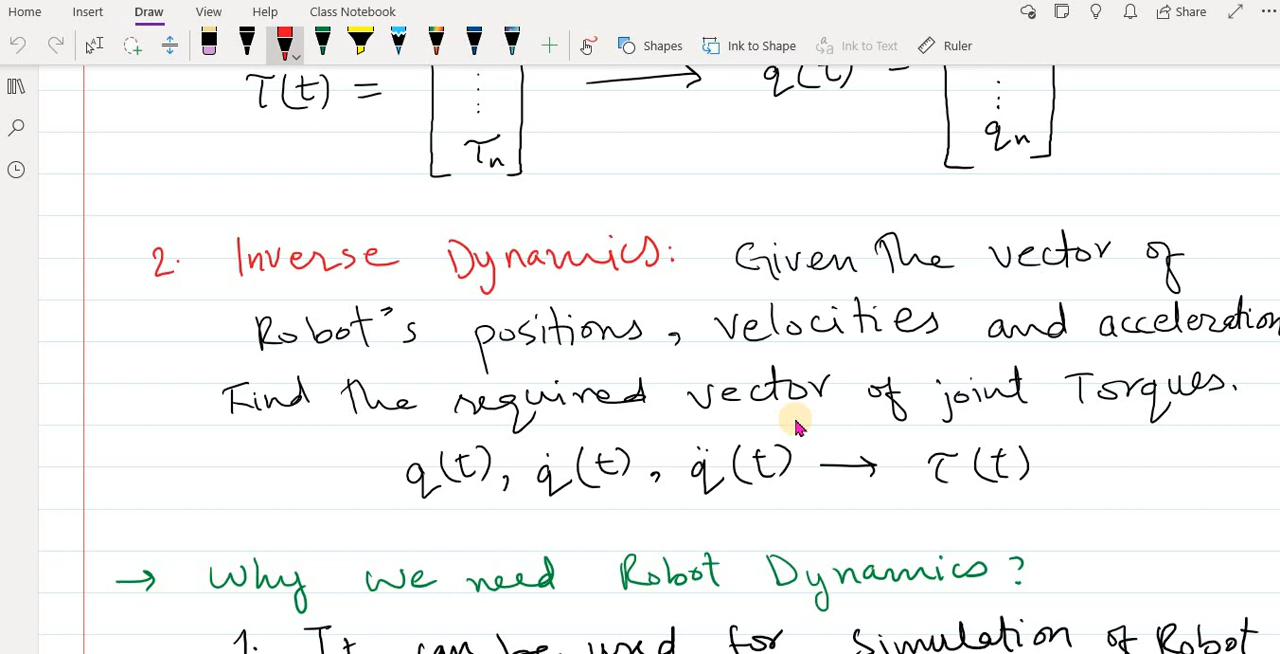 Home Insert Draw View Help Class Notebook Share
Shapes Ink to Shape Ink to Text Ruler
τ(t) = [ ⋮ τn ] → q(t) = [ ⋮ qn ]
2. Inverse Dynamics: Given the vector of
Robot's positions, velocities and acceleration
Find the required vector of joint Torques.
q(t), q̇(t), q̈(t) → τ(t)
→ Why we need Robot Dynamics?
1. It can be used for simulation of Robot